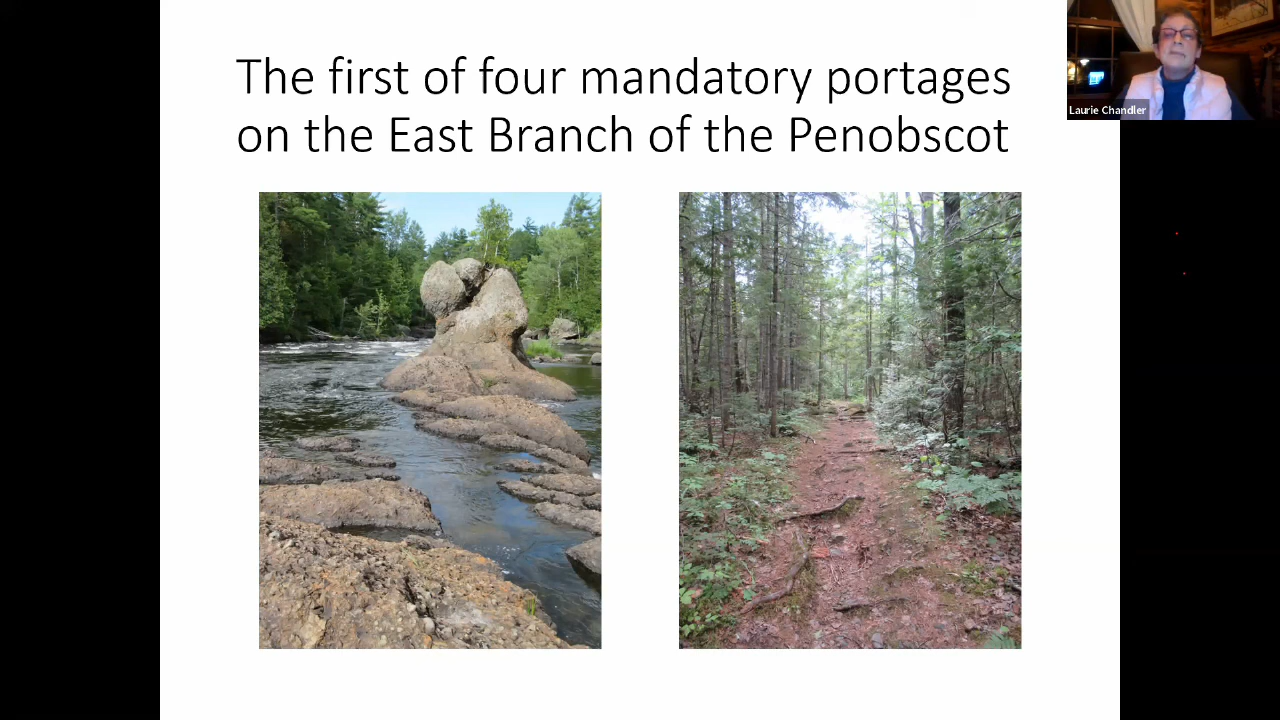 The first of four mandatory portages
on the East Branch of the Penobscot
Laurie Chandler